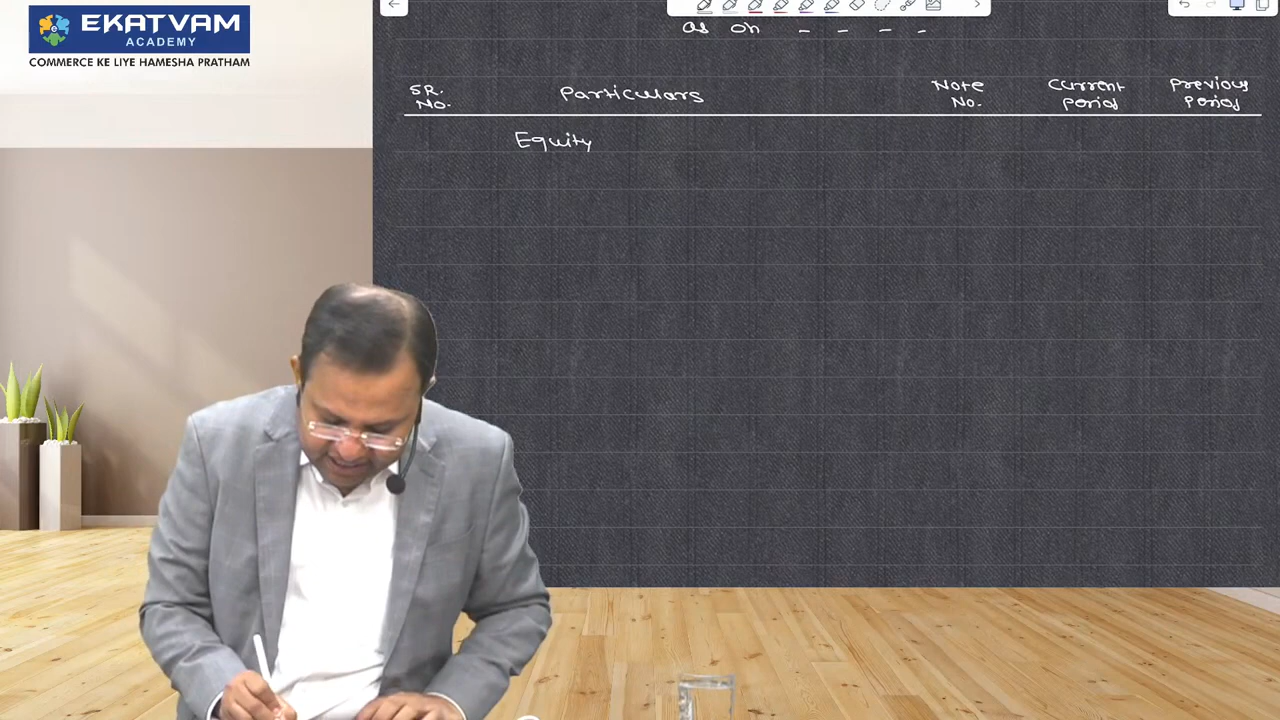 EKATVAM
ACADEMY
COMMERCE KE LIYE HAMESHA PRATHAM
as on - - - -
SR. No.
Particulars
Note No.
Current Period
Previous Period
Equity